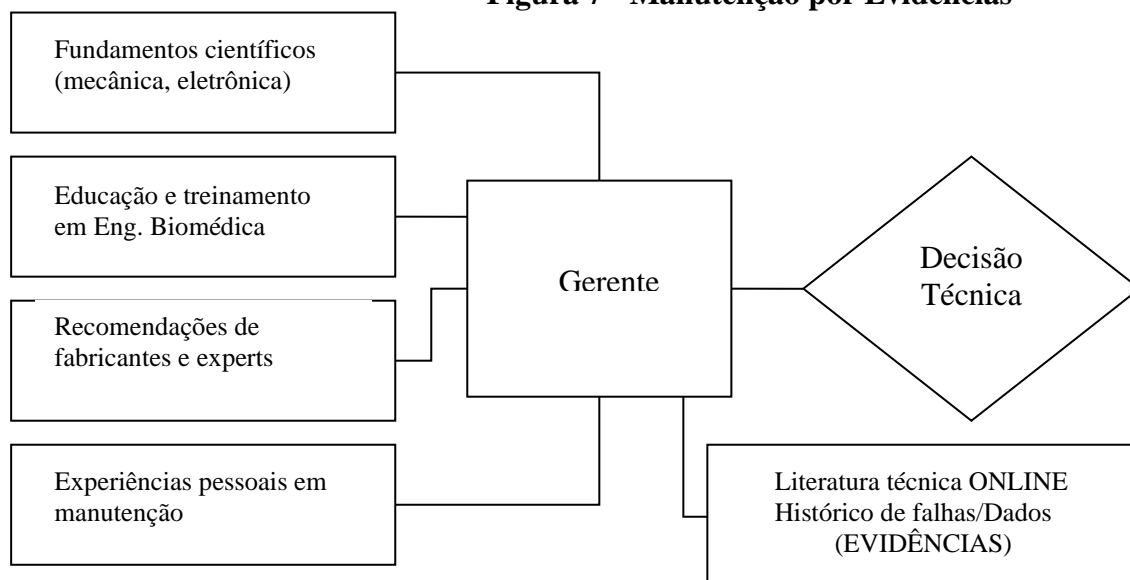 Figura 7 - Manutenção por Evidências
Fundamentos científicos
(mecânica, eletrônica)
Educação e treinamento
em Eng. Biomédica
Recomendações de
fabricantes e experts
Experiências pessoais em
manutenção
Gerente
Decisão
Técnica
Literatura técnica ONLINE
Histórico de falhas/Dados
(EVIDÊNCIAS)